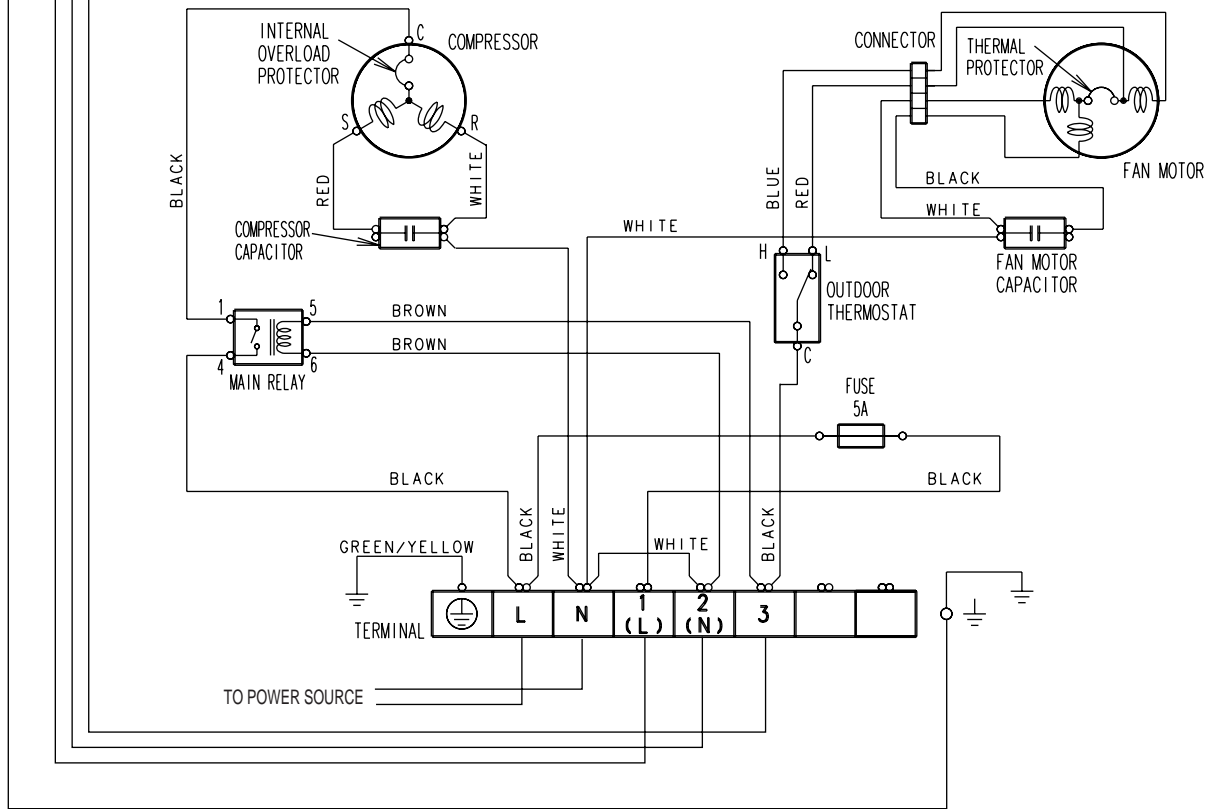 INTERNAL
OVERLOAD
PROTECTOR
C
COMPRESSOR
CONNECTOR
THERMAL
PROTECTOR
S
R
FAN MOTOR
BLACK
RED
WHITE
BLUE
RED
BLACK
WHITE
COMPRESSOR
CAPACITOR
WHITE
H
L
FAN MOTOR
CAPACITOR
OUTDOOR
THERMOSTAT
1
5
BROWN
BROWN
4
6
MAIN RELAY
C
FUSE
5A
BLACK
BLACK
BLACK
WHITE
BLACK
GREEN/YELLOW
WHITE
TERMINAL
L
N
1
(L)
2
(N)
3
TO POWER SOURCE